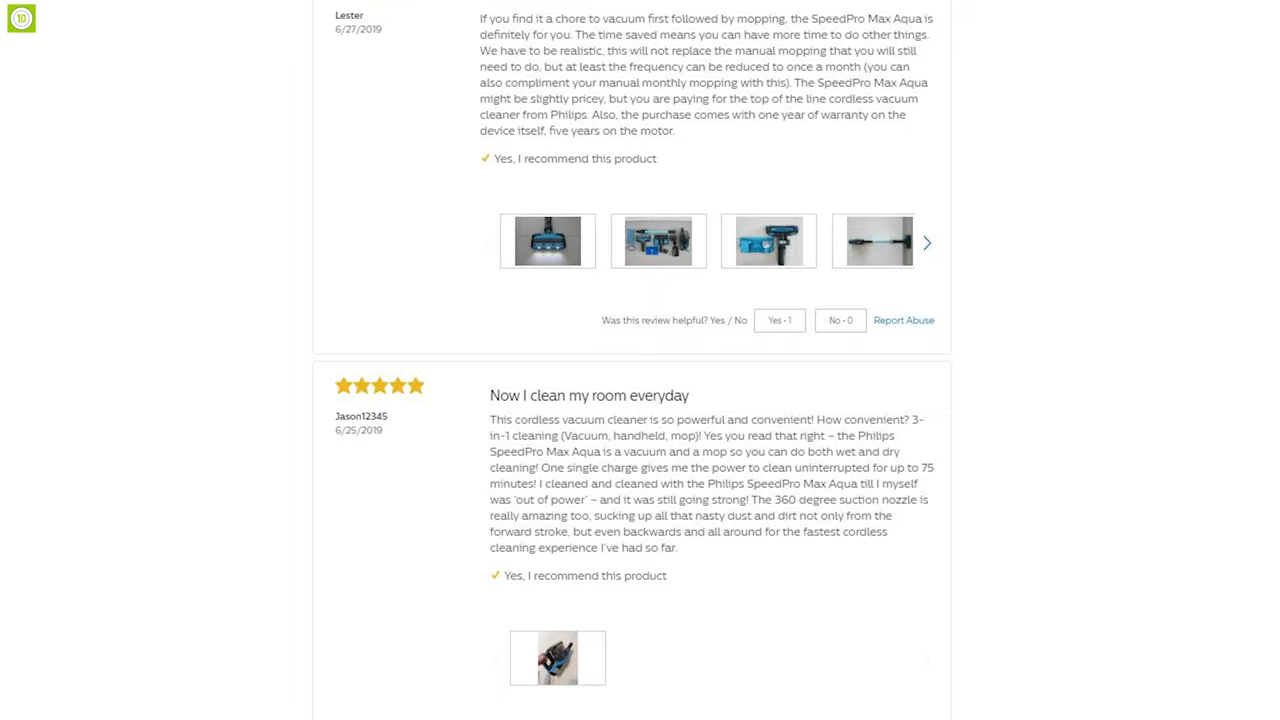 10
Lester
6/27/2019
If you find it a chore to vacuum first followed by mopping, the SpeedPro Max Aqua is
definitely for you. The time saved means you can have more time to do other things.
We have to be realistic, this will not replace the manual mopping that you will still
need to do, but at least the frequency can be reduced to once a month (you can
also compliment your manual monthly mopping with this). The SpeedPro Max Aqua
might be slightly pricey, but you are paying for the top of the line cordless vacuum
cleaner from Philips. Also, the purchase comes with one year of warranty on the
device itself, five years on the motor.
✔ Yes, I recommend this product
Was this review helpful? Yes / No Yes · 1 No · 0 Report Abuse
Now I clean my room everyday
Jason12345
6/25/2019
This cordless vacuum cleaner is so powerful and convenient! How convenient? 3-
in-1 cleaning (Vacuum, handheld, mop)! Yes you read that right – the Philips
SpeedPro Max Aqua is a vacuum and a mop so you can do both wet and dry
cleaning! One single charge gives me the power to clean uninterrupted for up to 75
minutes! I cleaned and cleaned with the Philips SpeedPro Max Aqua till I myself
was 'out of power' – and it was still going strong! The 360 degree suction nozzle is
really amazing too, sucking up all that nasty dust and dirt not only from the
forward stroke, but even backwards and all around for the fastest cordless
cleaning experience I've had so far.
✔ Yes, I recommend this product